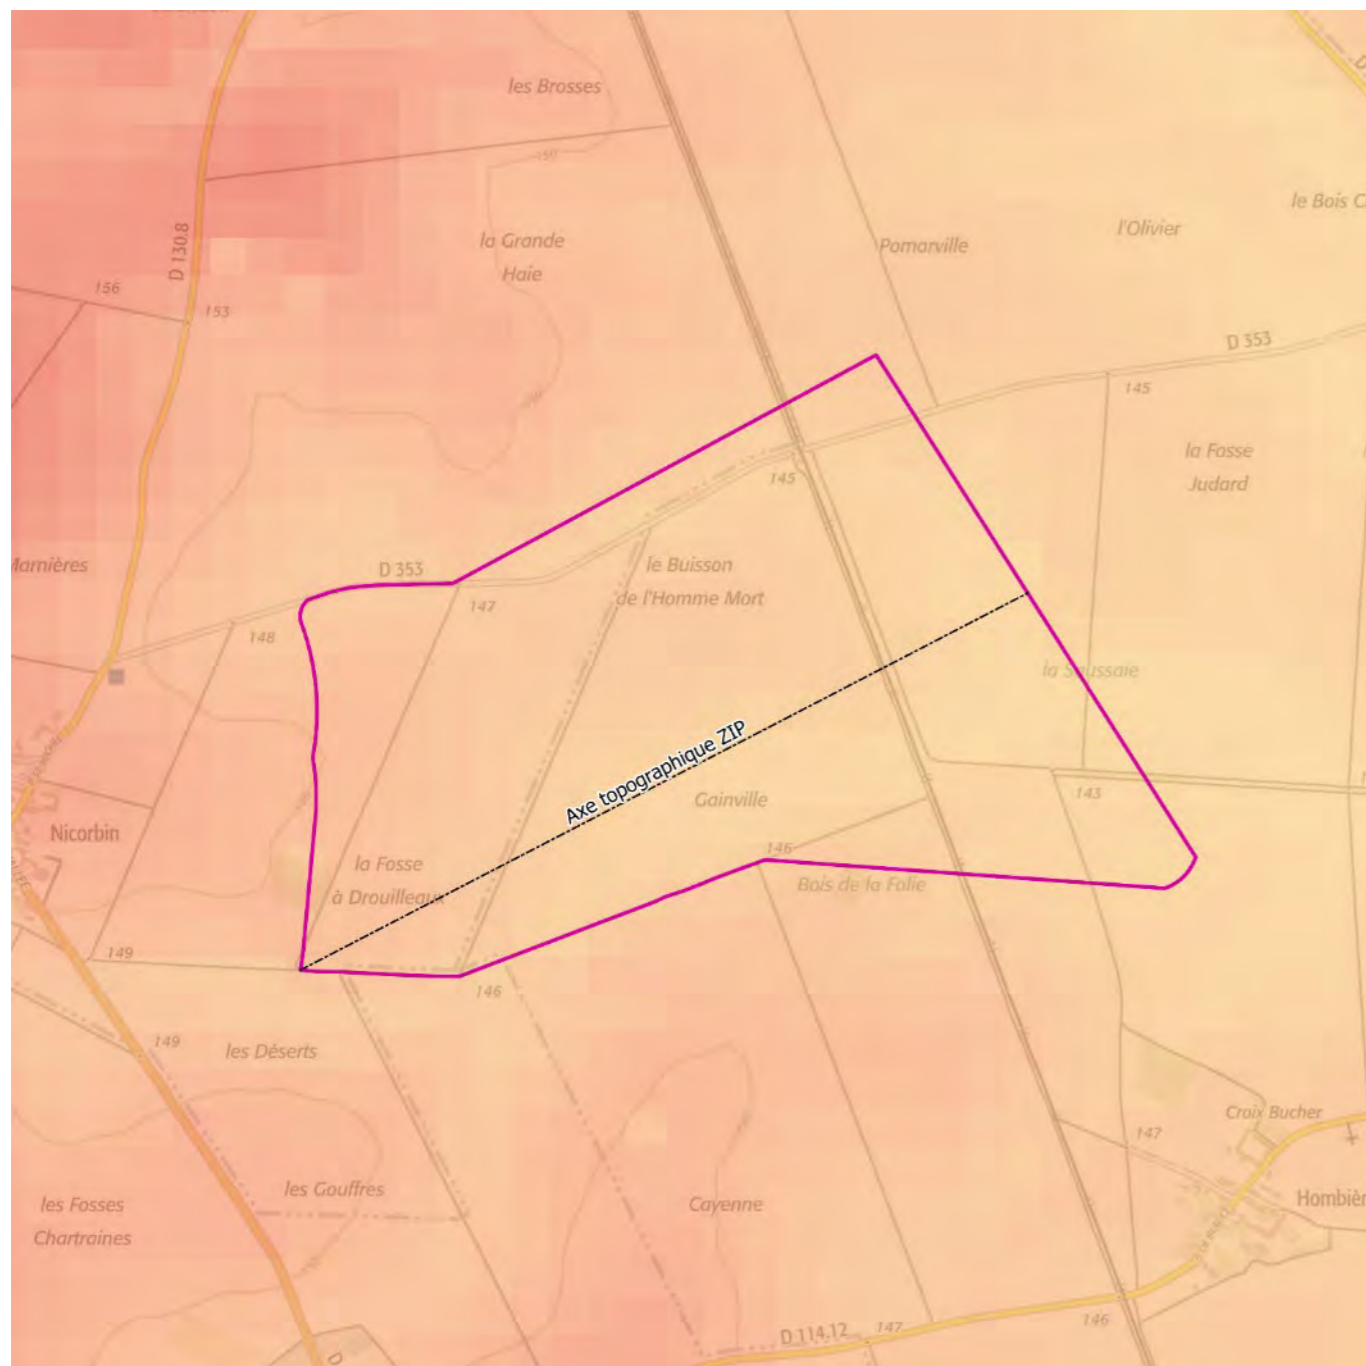 les Brosses
150
le Bois C
l'Olivier
la Grande
Haie
Pomarville
D 130.8
156
153
D 353
145
la Fosse
Judard
145
Marnières
D 353
le Buisson
de l'Homme Mort
147
148
la Saussaie
Axe topographique ZIP
Gainville
143
Nicorbin
146
la Fosse
à Drouilleaux
Bois de la Folie
149
146
149
les Déserts
Croix Bucher
147
les Gouffres
les Fosses
Chartraines
Cayenne
Hombièr
D 114.12
147
146
D